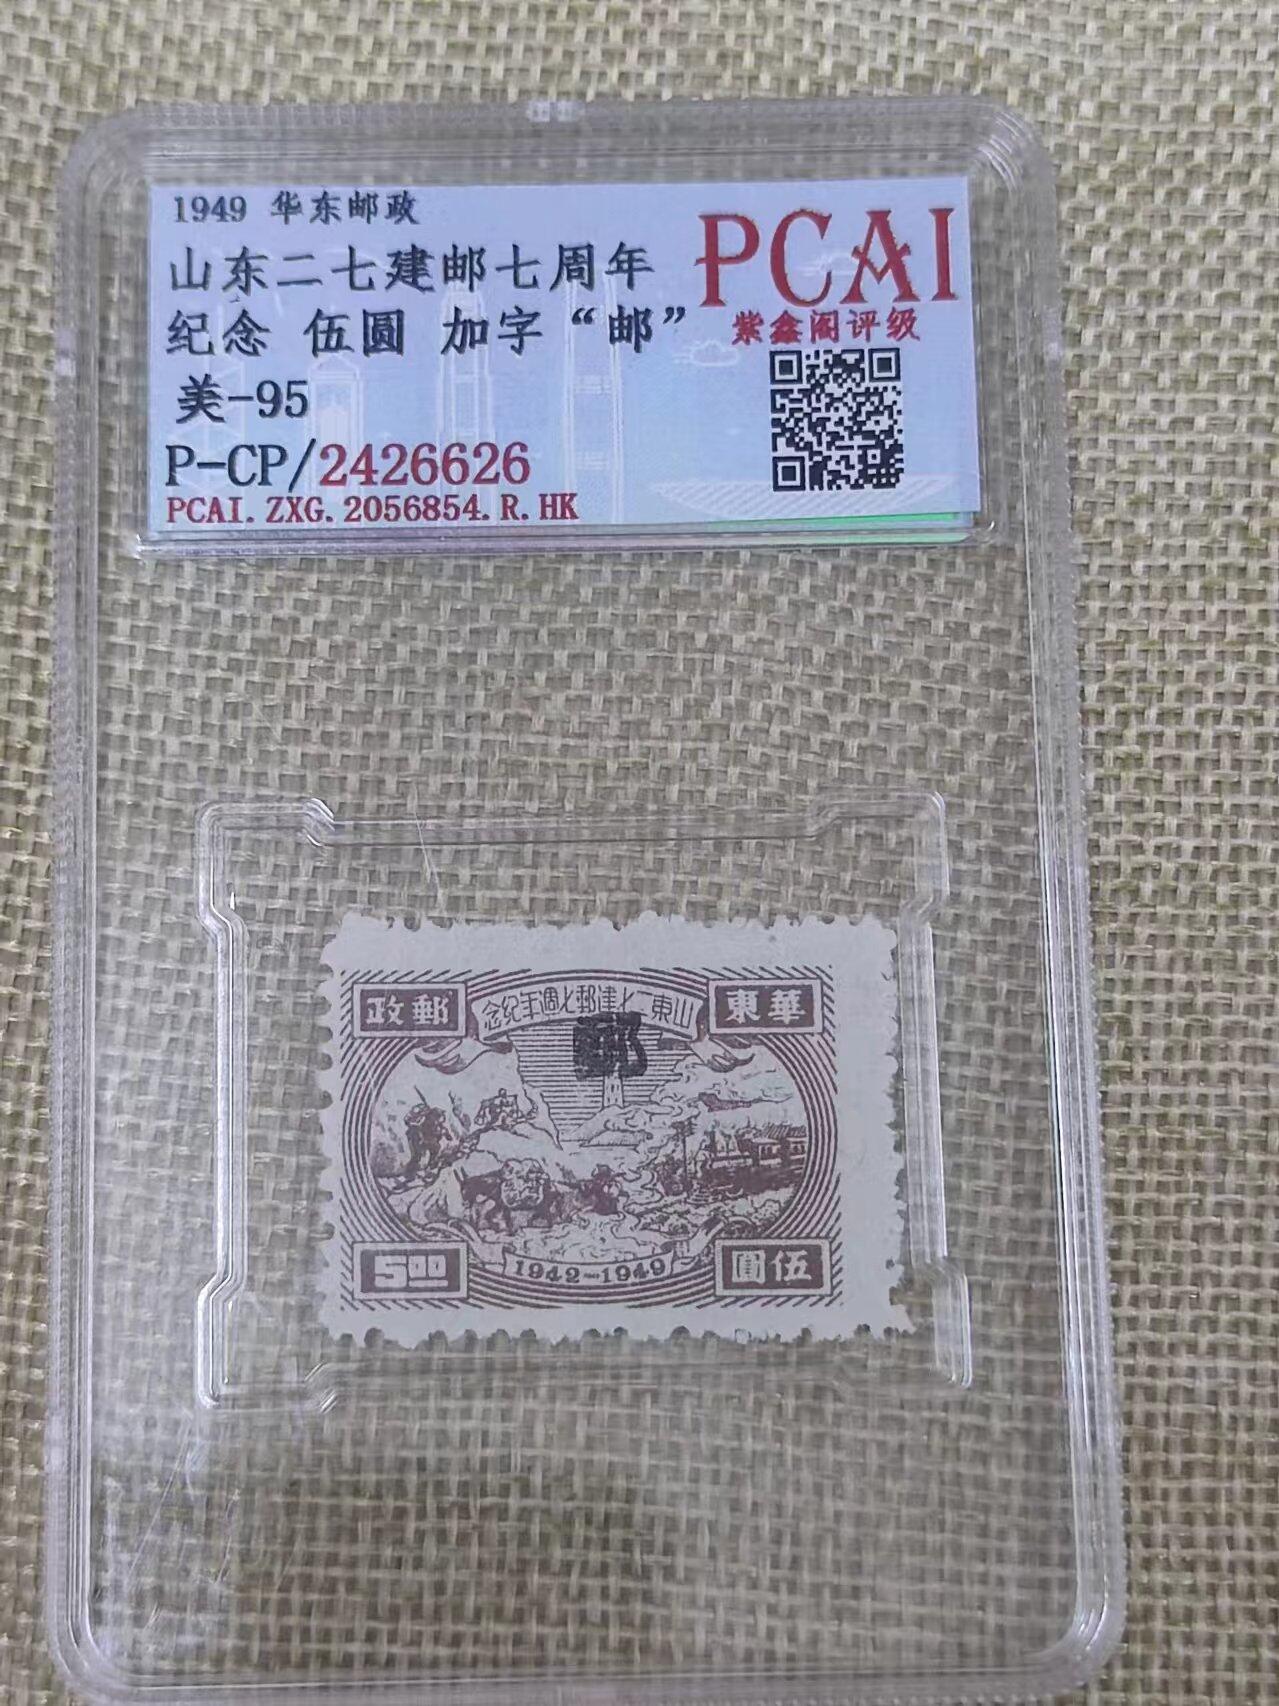 1949 华东邮政
山东二七建邮七周年
纪念 伍圆 加字“邮”
美-95
P-CP/2426626
PCAI.ZXG.2056854.R.HK
PCAI
紫鑫阁评级
政郵
念紀年週七郵建七二東山
東華
郵
500
1942-1949
圓伍